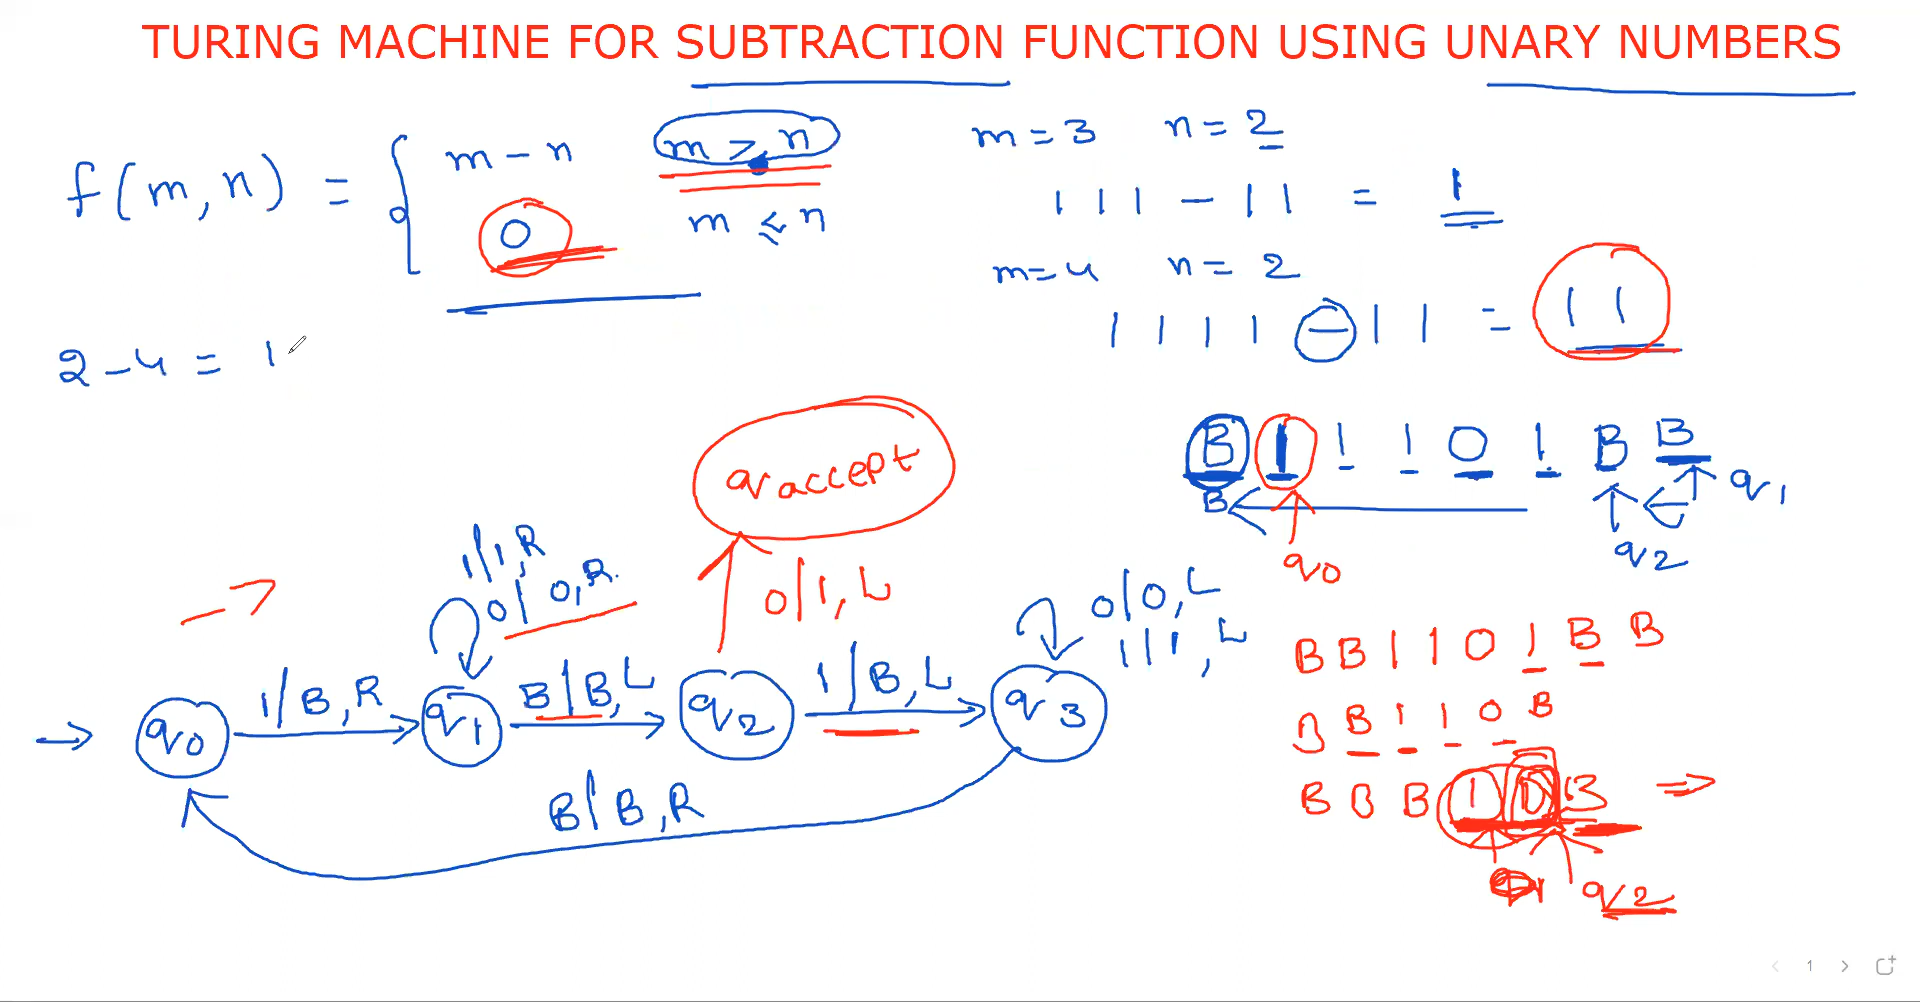 TURING MACHINE FOR SUBTRACTION FUNCTION USING UNARY NUMBERS
f(m,n) = { m - n   m > n
0   m ≤ n
m = 3   n = 2
1 1 1 - 1 1 = 1
m = 4   n = 2
1 1 1 1 - 1 1 = 1 1
2 - 4 = 1
q accept
B 1 1 1 0 1 B B
B
q0
q2
q1
1/1,R
0/0,R.
0/1, L
0/0, L
1/1, L
q0
1/B, R
q1
B/B, L
q2
1/B, L
q3
B/B, R
B B 1 1 0 1 B B
B B 1 1 0 B
B B B 1 0 B
q2
1